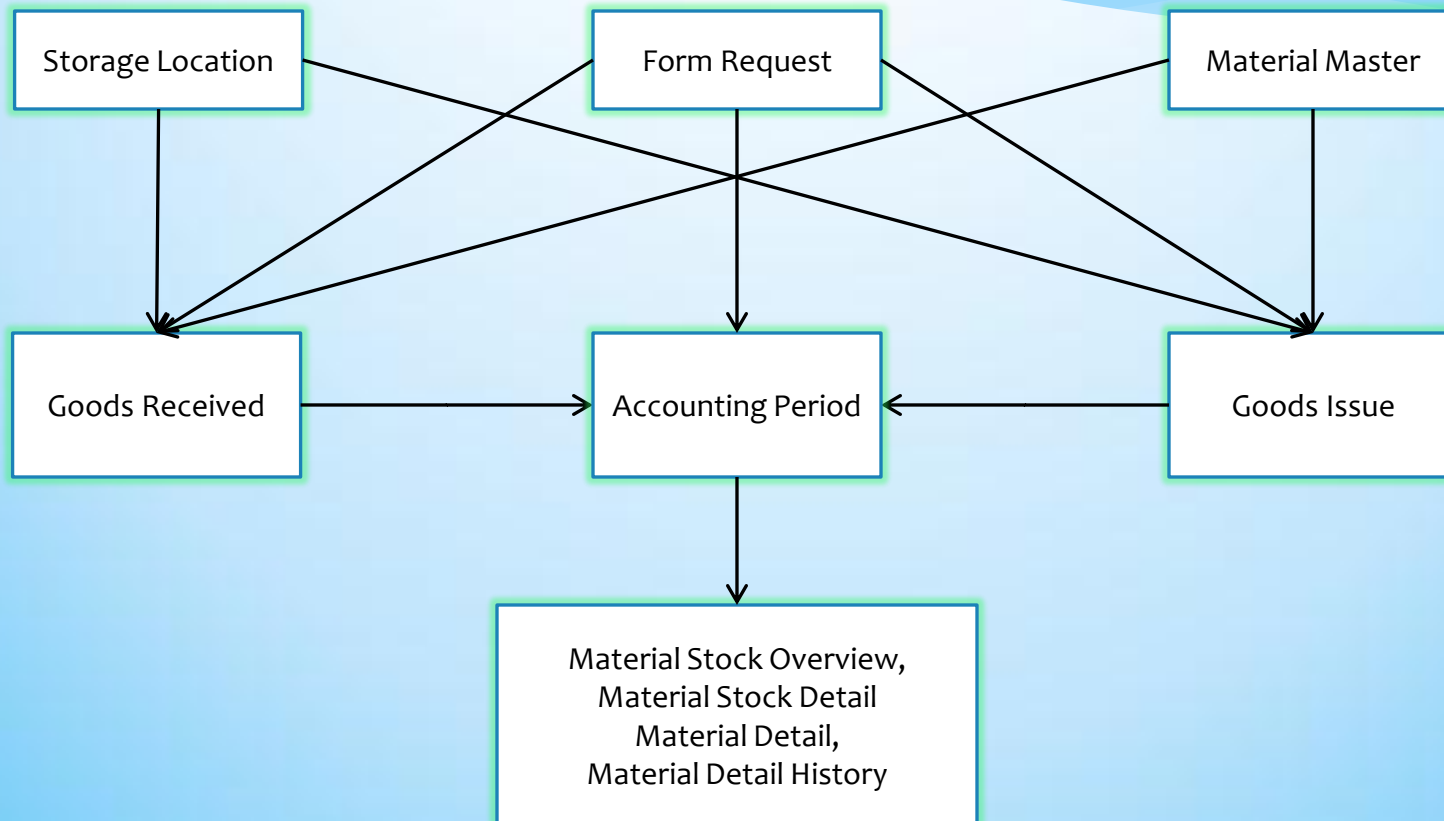 Storage Location
Form Request
Material Master
Goods Received
Accounting Period
Goods Issue
Material Stock Overview,
Material Stock Detail
Material Detail,
Material Detail History